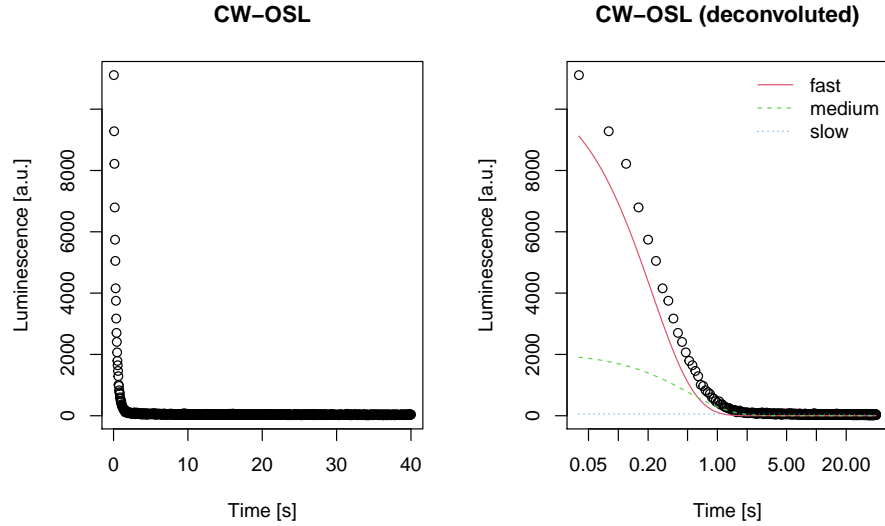 CW−OSL
Luminescence [a.u.]
0 2000 4000 6000 8000
0 10 20 30 40
Time [s]
CW−OSL (deconvoluted)
Luminescence [a.u.]
0 2000 4000 6000 8000
0.05 0.20 1.00 5.00 20.00
Time [s]
fast
medium
slow